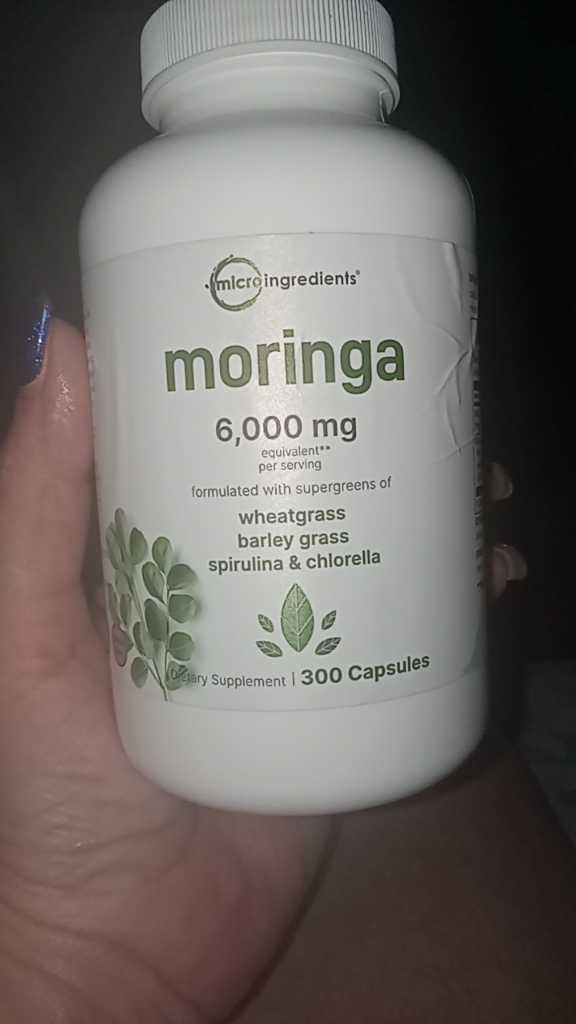 microingredients®
moringa
6,000 mg
equivalent**
per serving
formulated with supergreens of
wheatgrass
barley grass
spirulina & chlorella
Dietary Supplement | 300 Capsules